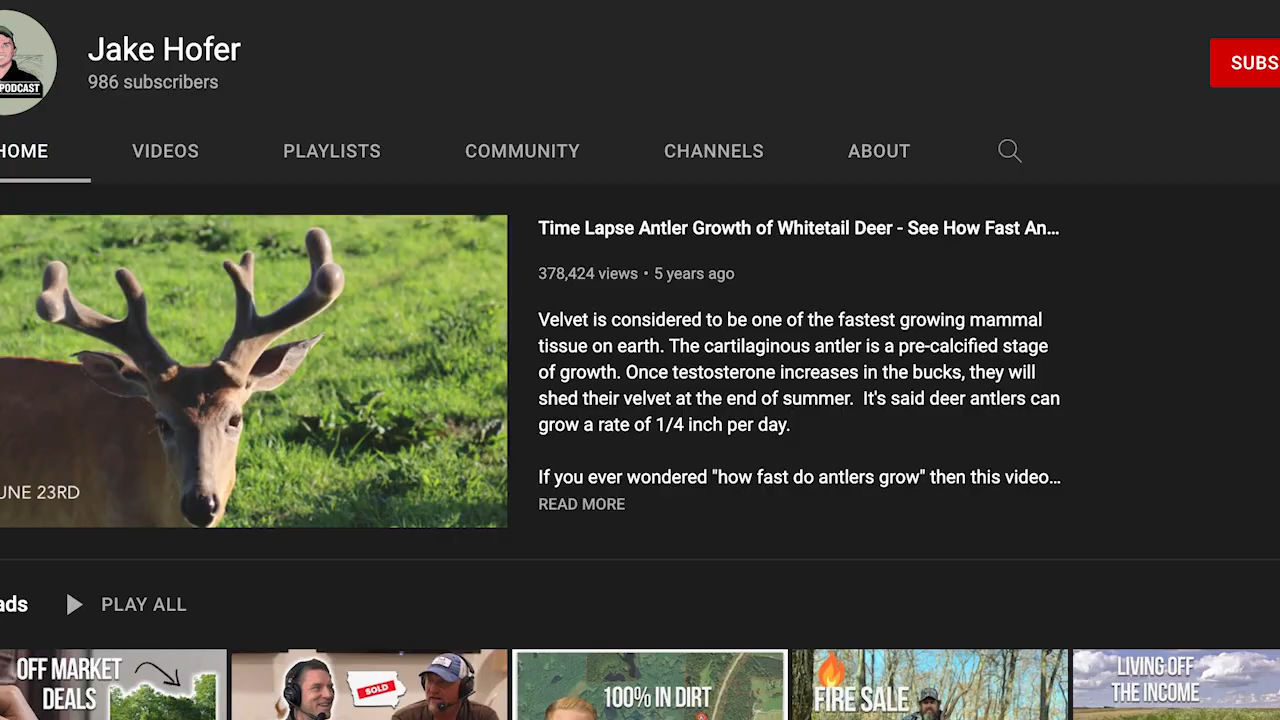 Jake Hofer
986 subscribers
SUBS
PODCAST
HOME VIDEOS PLAYLISTS COMMUNITY CHANNELS ABOUT
Time Lapse Antler Growth of Whitetail Deer - See How Fast An...
378,424 views • 5 years ago
Velvet is considered to be one of the fastest growing mammal
tissue on earth. The cartilaginous antler is a pre-calcified stage
of growth. Once testosterone increases in the bucks, they will
shed their velvet at the end of summer.  It's said deer antlers can
grow a rate of 1/4 inch per day.
If you ever wondered "how fast do antlers grow" then this video...
READ MORE
UNE 23RD
ads
PLAY ALL
OFF MARKET
DEALS
SOLD
100% IN DIRT
FIRE SALE
LIVING OFF
THE INCOME